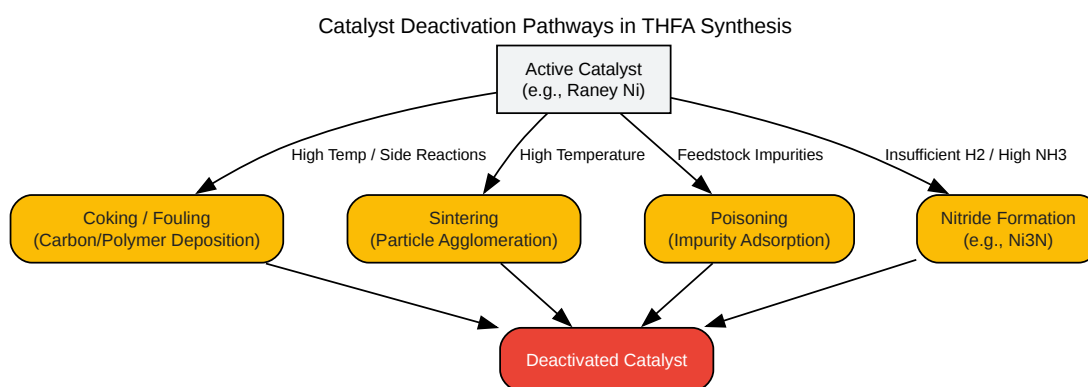 Catalyst Deactivation Pathways in THFA Synthesis
Active Catalyst
(e.g., Raney Ni)
High Temp / Side Reactions
High Temperature
Feedstock Impurities
Insufficient H2 / High NH3
Coking / Fouling
(Carbon/Polymer Deposition)
Sintering
(Particle Agglomeration)
Poisoning
(Impurity Adsorption)
Nitride Formation
(e.g., Ni3N)
Deactivated Catalyst